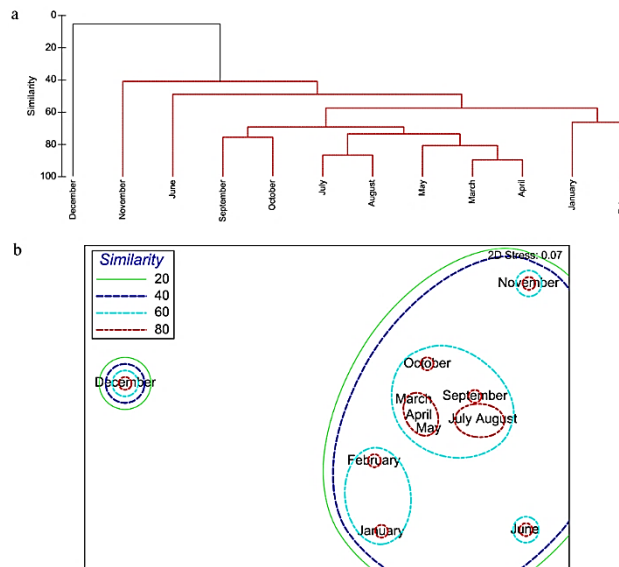 a
0
20
40
60
80
100
Similarity
December
November
June
September
October
July
August
May
March
April
January
b
Similarity
20
40
60
80
2D Stress: 0.07
November
December
October
March
September
April
July August
May
February
January
June